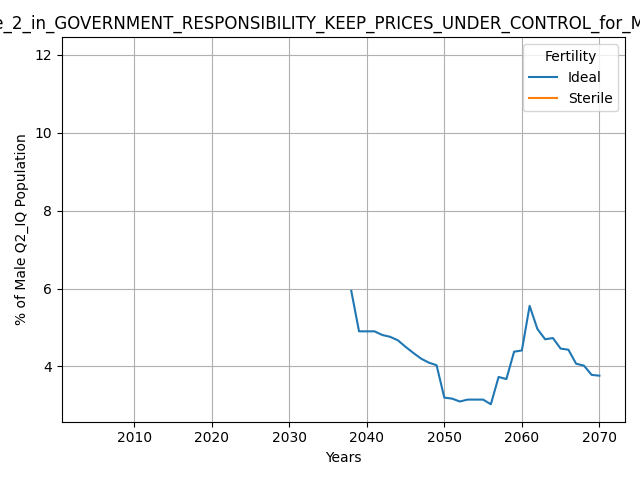 e_2_in_GOVERNMENT_RESPONSIBILITY_KEEP_PRICES_UNDER_CONTROL_for_M
Fertility
Ideal
Sterile
% of Male Q2_IQ Population
12
10
8
6
4
2010 2020 2030 2040 2050 2060 2070
Years